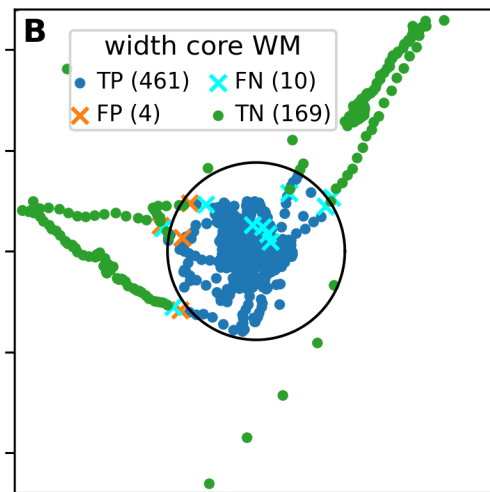 B
width core WM
TP (461) FN (10)
FP (4) TN (169)